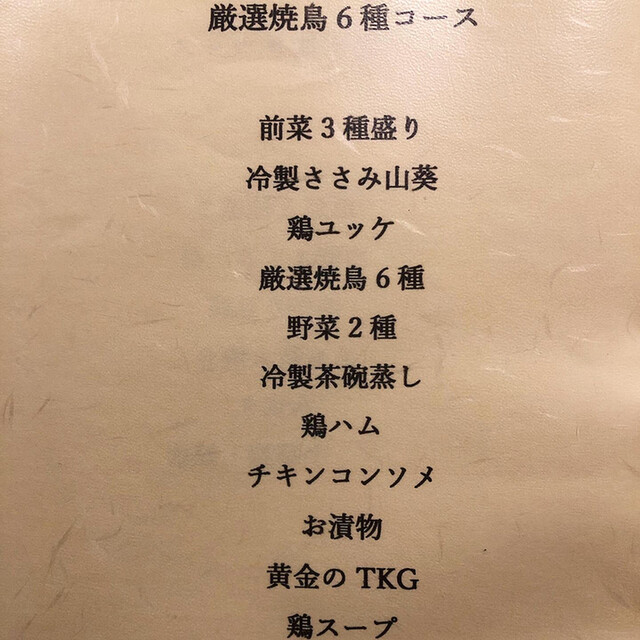 厳選焼鳥６種コース
前菜３種盛り
冷製ささみ山葵
鶏ユッケ
厳選焼鳥６種
野菜２種
冷製茶碗蒸し
鶏ハム
チキンコンソメ
お漬物
黄金の TKG
鶏スープ